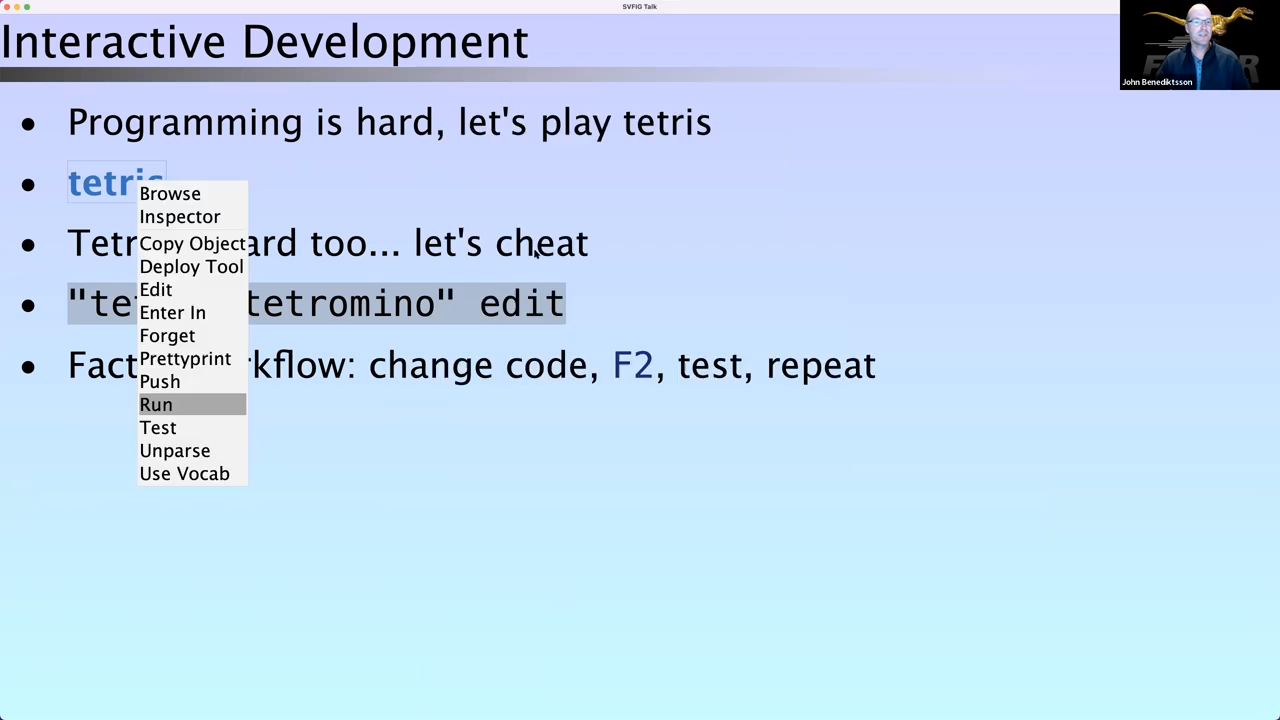 SVFIG Talk
Interactive Development
John Benediktsson
• Programming is hard, let's play tetris
• tetris
• Tetr ard too... let's cheat
• "te tetromino" edit
• Fact rkflow: change code, F2, test, repeat
Browse
Inspector
Copy Object
Deploy Tool
Edit
Enter In
Forget
Prettyprint
Push
Run
Test
Unparse
Use Vocab